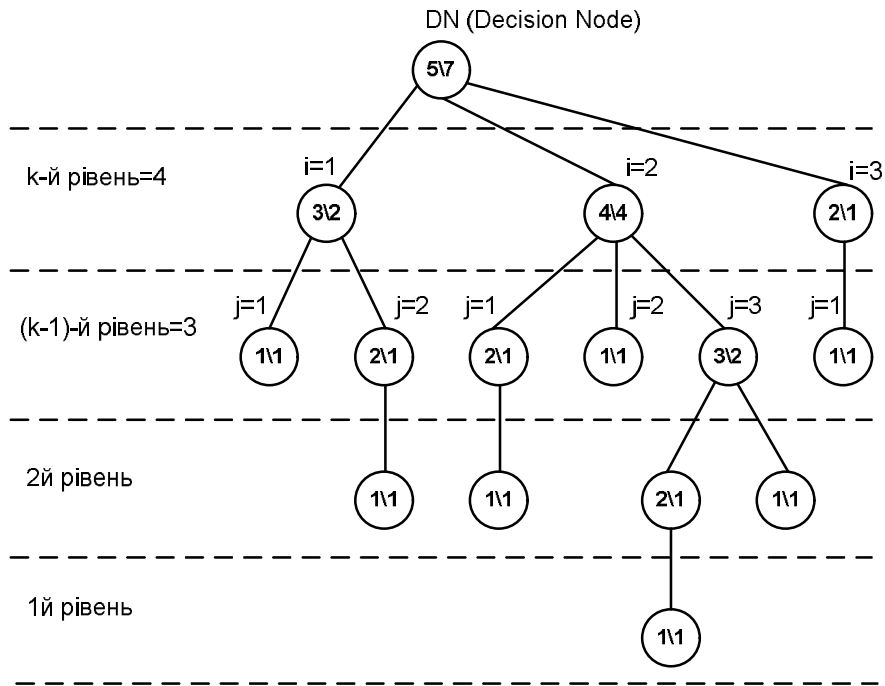 DN (Decision Node)
5\7
k-й рівень=4
i=1
i=2
i=3
3\2
4\4
2\1
(k-1)-й рівень=3
j=1
j=2
j=1
j=2
j=3
j=1
1\1
2\1
2\1
1\1
3\2
1\1
2й рівень
1\1
1\1
2\1
1\1
1й рівень
1\1